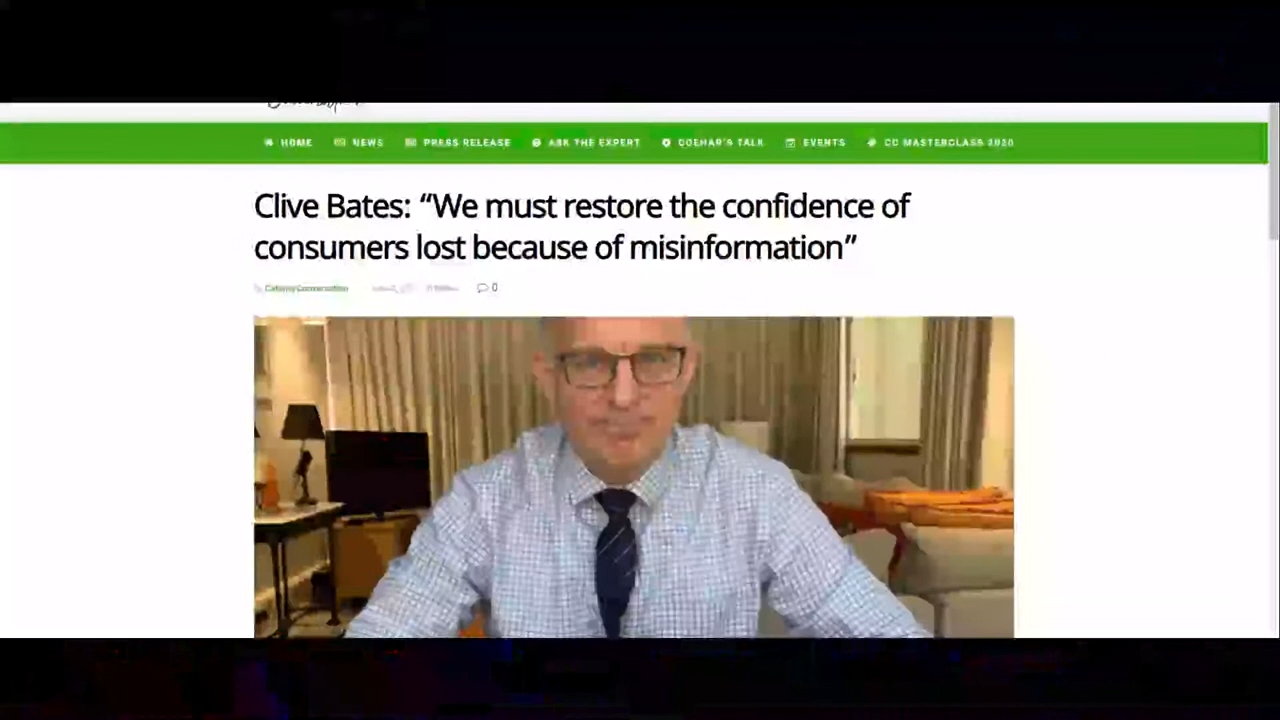 HOME NEWS PRESS RELEASE ASK THE EXPERT COEHAR'S TALK EVENTS CC MASTERCLASS 2020
Clive Bates: “We must restore the confidence of
consumers lost because of misinformation”
0